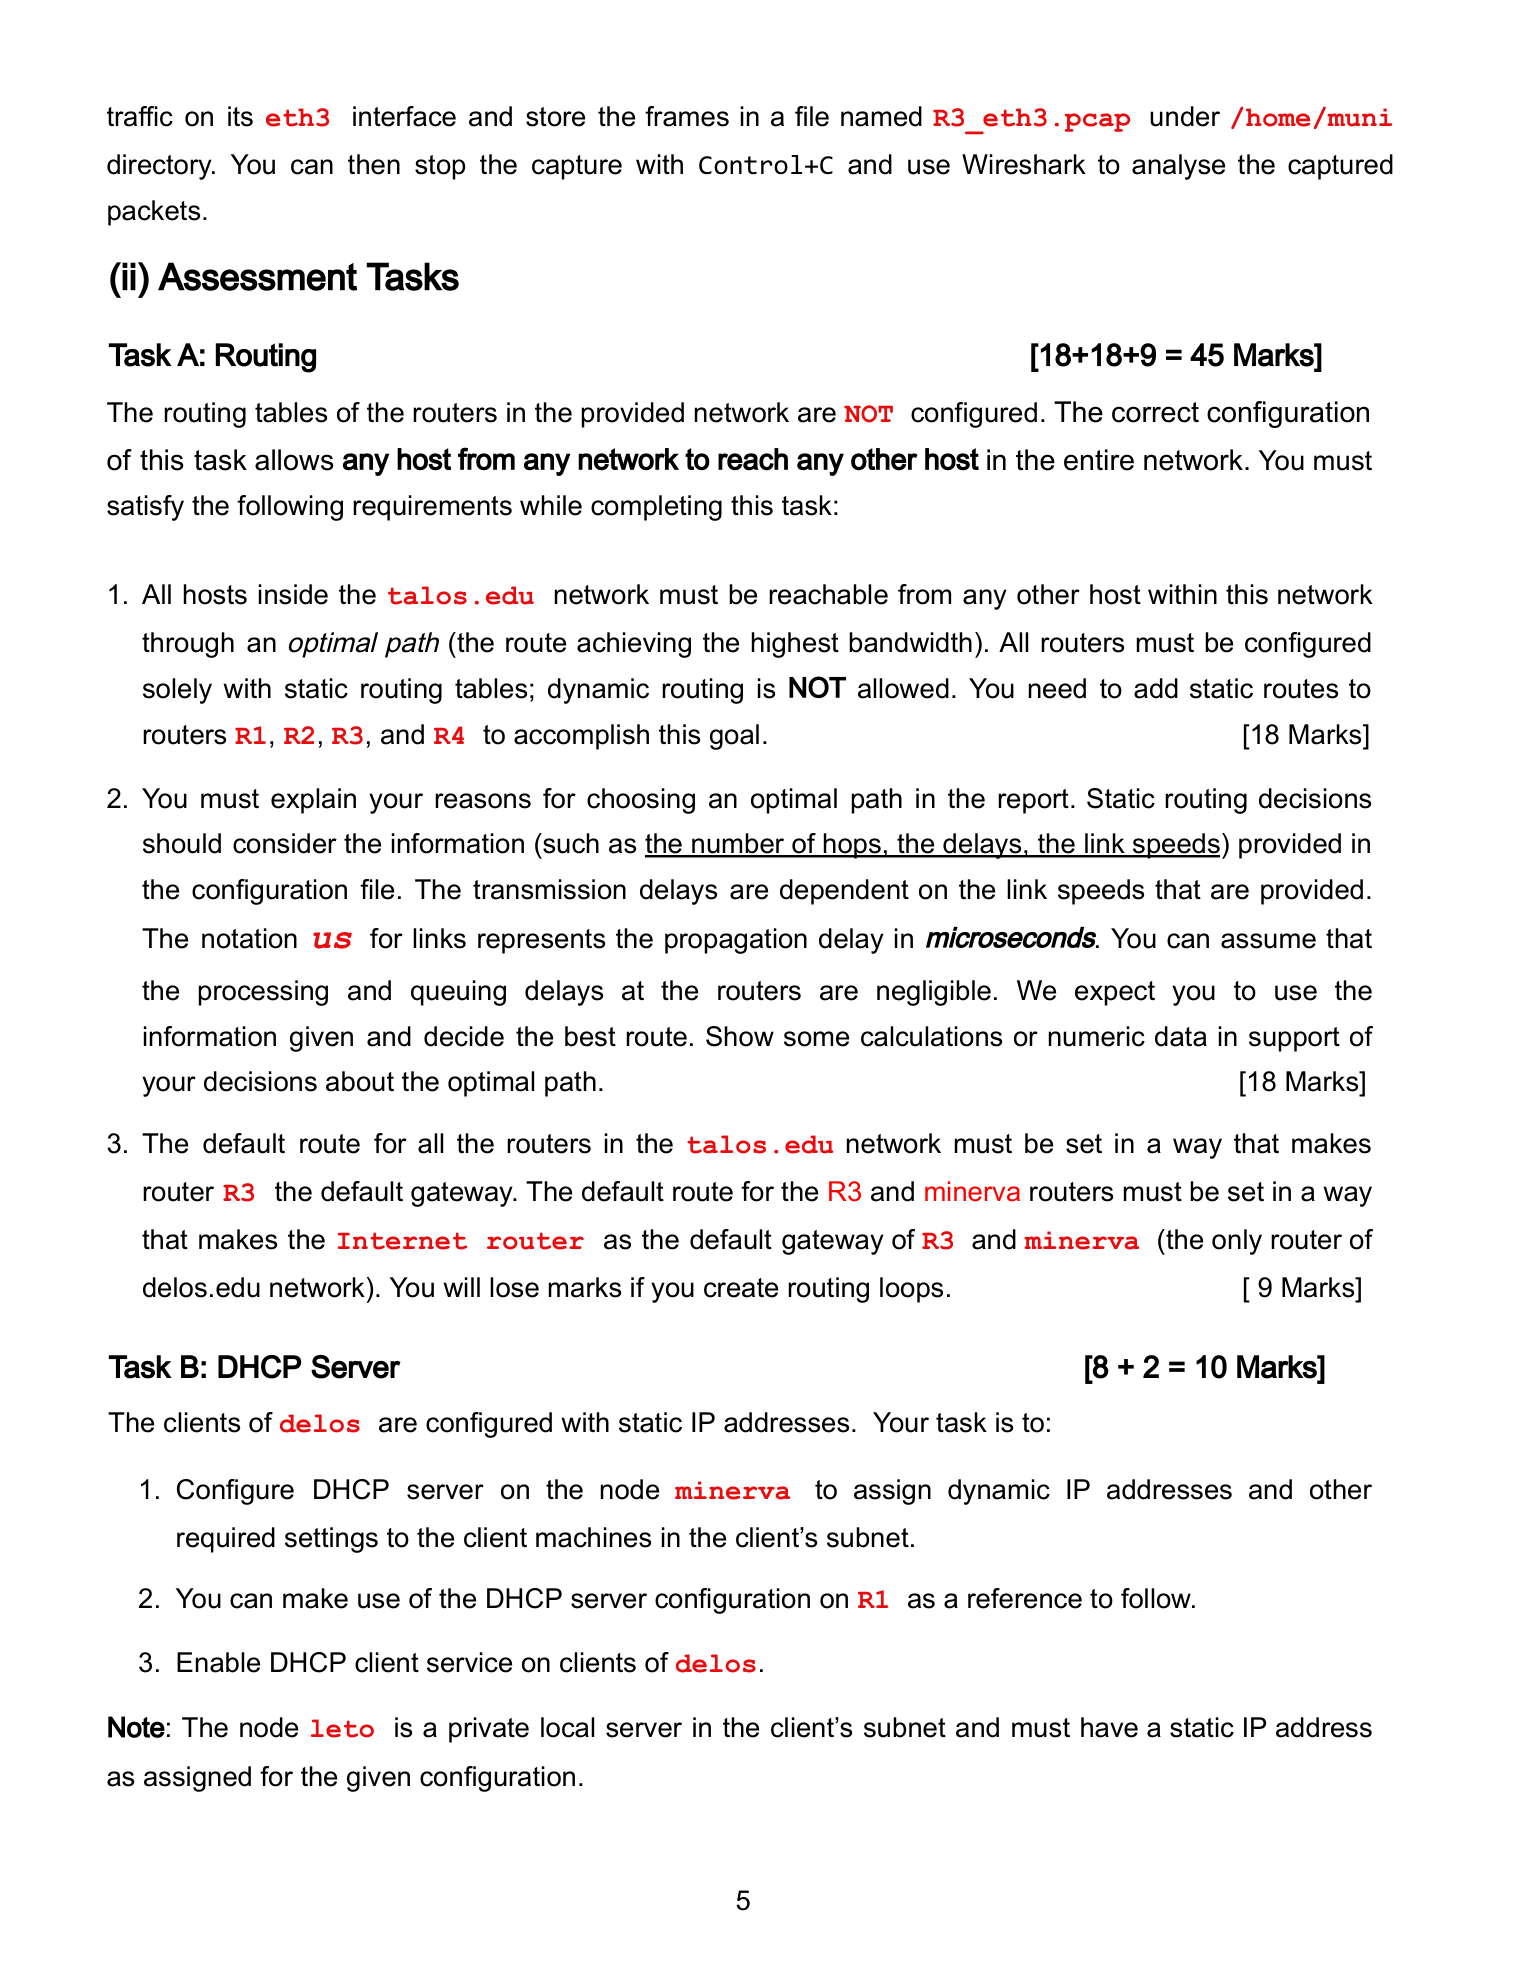 traffic on its eth3 interface and store the frames in a file named R3_eth3.pcap under /home/muni
directory. You can then stop the capture with Control+C and use Wireshark to analyse the captured
packets.
(ii) Assessment Tasks
Task A: Routing [18+18+9 = 45 Marks]
The routing tables of the routers in the provided network are NOT configured. The correct configuration
of this task allows any host from any network to reach any other host in the entire network. You must
satisfy the following requirements while completing this task:
1. All hosts inside the talos.edu network must be reachable from any other host within this network
through an optimal path (the route achieving the highest bandwidth). All routers must be configured
solely with static routing tables; dynamic routing is NOT allowed. You need to add static routes to
routers R1, R2, R3, and R4 to accomplish this goal. [18 Marks]
2. You must explain your reasons for choosing an optimal path in the report. Static routing decisions
should consider the information (such as the number of hops, the delays, the link speeds) provided in
the configuration file. The transmission delays are dependent on the link speeds that are provided.
The notation us for links represents the propagation delay in microseconds. You can assume that
the processing and queuing delays at the routers are negligible. We expect you to use the
information given and decide the best route. Show some calculations or numeric data in support of
your decisions about the optimal path. [18 Marks]
3. The default route for all the routers in the talos.edu network must be set in a way that makes
router R3 the default gateway. The default route for the R3 and minerva routers must be set in a way
that makes the Internet router as the default gateway of R3 and minerva (the only router of
delos.edu network). You will lose marks if you create routing loops. [ 9 Marks]
Task B: DHCP Server [8 + 2 = 10 Marks]
The clients of delos are configured with static IP addresses. Your task is to:
1. Configure DHCP server on the node minerva to assign dynamic IP addresses and other
required settings to the client machines in the client's subnet.
2. You can make use of the DHCP server configuration on R1 as a reference to follow.
3. Enable DHCP client service on clients of delos.
Note: The node leto is a private local server in the client's subnet and must have a static IP address
as assigned for the given configuration.
5